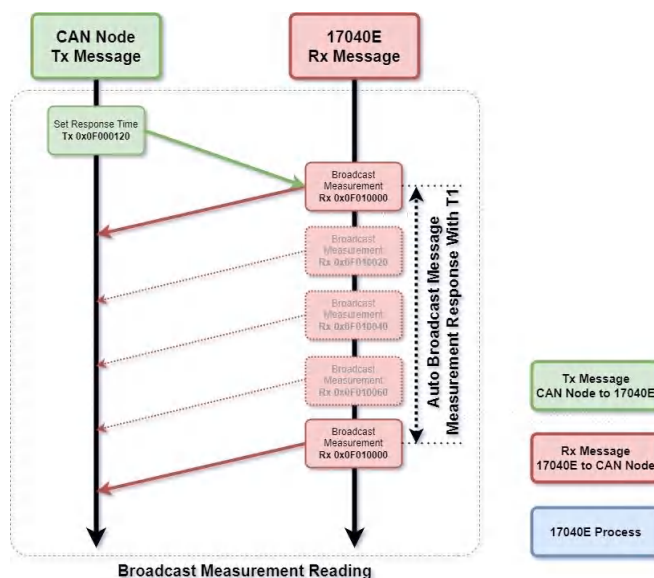 CAN Node
Tx Message
17040E
Rx Message
Set Response Time
Tx 0x0F000120
Broadcast
Measurement
Rx 0x0F010000
Broadcast
Measurement
Rx 0x0F010020
Broadcast
Measurement
Rx 0x0F010040
Broadcast
Measurement
Rx 0x0F010060
Broadcast
Measurement
Rx 0x0F010000
Auto Broadcast Message
Measurement Response With T1
Tx Message
CAN Node to 17040E
Rx Message
17040E to CAN Node
17040E Process
Broadcast Measurement Reading